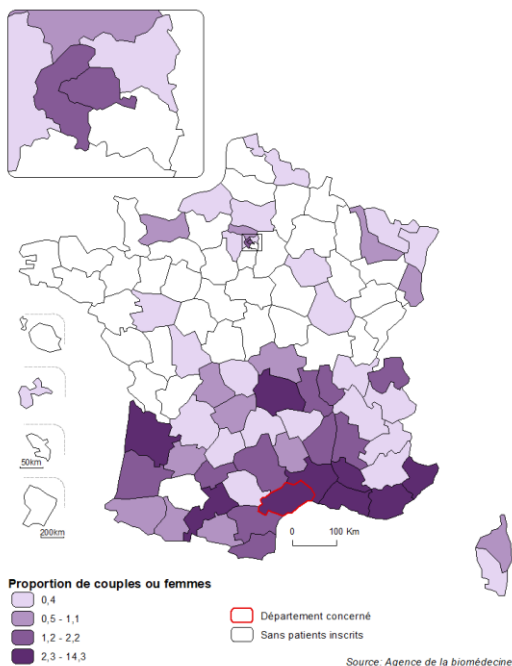 50km
200km
0 100 Km
Proportion de couples ou femmes
0,4
0,5 - 1,1
1,2 - 2,2
2,3 - 14,3
Département concerné
Sans patients inscrits
Source: Agence de la biomédecine